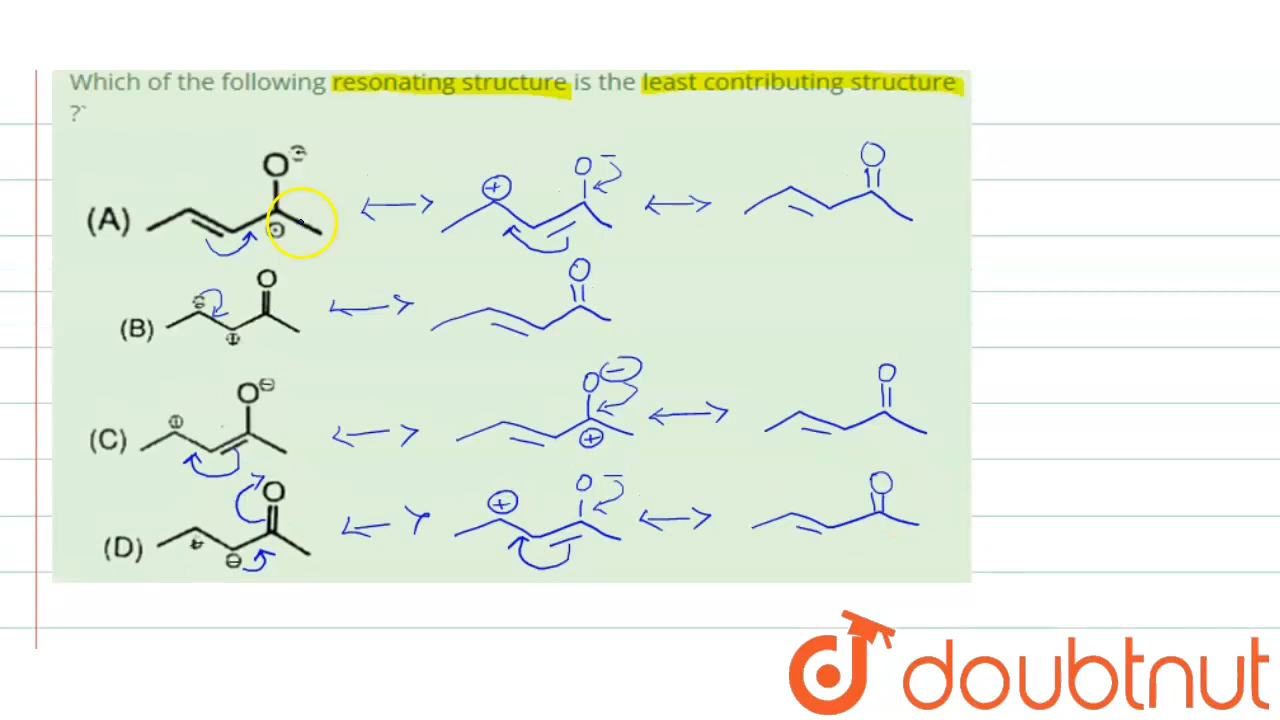 Which of the following resonating structure is the least contributing structure
?`
O⊖
(A) ⊕ ↔ ⊕ O− ↔ O
(B) ⊖ ⊕ O ↔ O
(C) ⊕ O⊖ ↔ O⊖ ⊕ ↔ O
(D) + ⊖ O ↔ ⊕ O− ↔ O
doubtnut